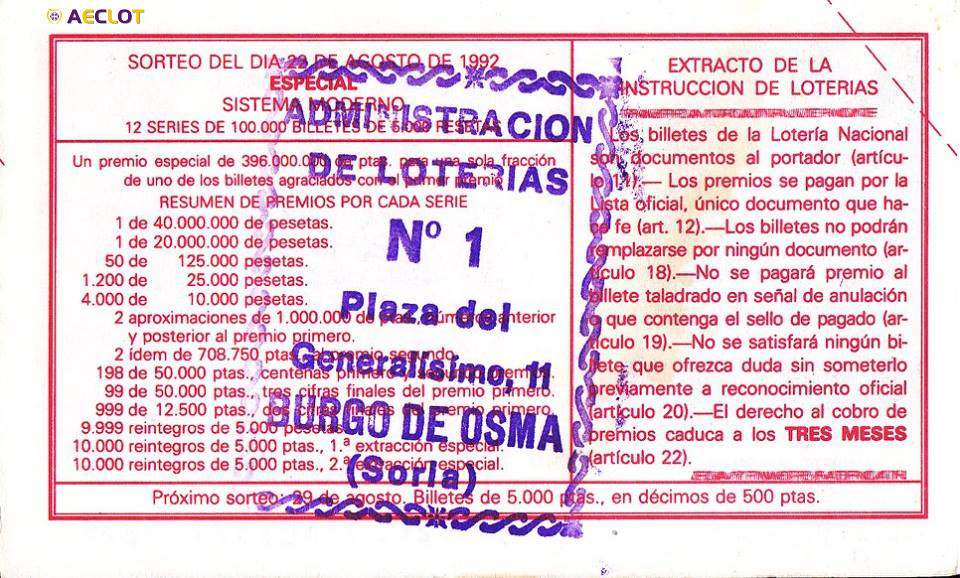 AECLOT
SORTEO DEL DIA 22 DE AGOSTO DE 1992
ESPECIAL
SISTEMA MODERNO
12 SERIES DE 100.000 BILLETES DE 5.000 PESETAS
Un premio especial de 396.000.000 de ptas. para una sola fracción
de uno de los billetes agraciados con el primer premio
RESUMEN DE PREMIOS POR CADA SERIE
1 de 40.000.000 de pesetas.
1 de 20.000.000 de pesetas.
50 de 125.000 pesetas.
1.200 de 25.000 pesetas.
4.000 de 10.000 pesetas.
2 aproximaciones de 1.000.000 de ptas., números anterior
y posterior al premio primero.
2 ídem de 708.750 ptas., al premio segundo.
198 de 50.000 ptas., centenas primero y segundo premios.
99 de 50.000 ptas., tres cifras finales del premio primero.
999 de 12.500 ptas., dos cifras finales del premio primero.
9.999 reintegros de 5.000 pesetas.
10.000 reintegros de 5.000 ptas., 1.ª extracción especial.
10.000 reintegros de 5.000 ptas., 2.ª extracción especial.
Próximo sorteo: 29 de agosto. Billetes de 5.000 ptas., en décimos de 500 ptas.
EXTRACTO DE LA
INSTRUCCION DE LOTERIAS
Los billetes de la Lotería Nacional
son documentos al portador (artícu-
lo 11).— Los premios se pagan por la
Lista oficial, único documento que ha-
ce fe (art. 12).—Los billetes no podrán
remplazarse por ningún documento (ar-
tículo 18).—No se pagará premio al
billete taladrado en señal de anulación
o que contenga el sello de pagado (ar-
tículo 19).—No se satisfará ningún bi-
llete que ofrezca duda sin someterlo
previamente a reconocimiento oficial
(artículo 20).—El derecho al cobro de
premios caduca a los TRES MESES
(artículo 22).
ADMINISTRACION
DE LOTERIAS
Nº 1
Plaza del
Generalísimo, 11
BURGO DE OSMA
(Soria)